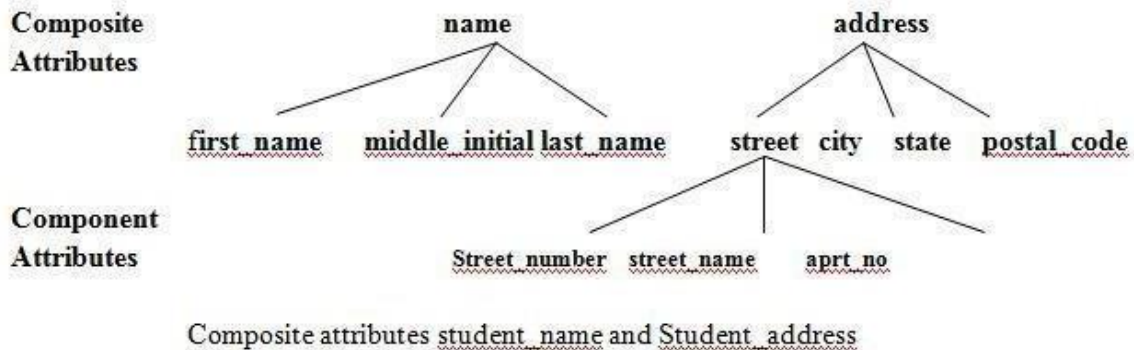 Composite name address
Attributes
first_name middle_initial last_name street city state postal_code
Component
Attributes Street_number street_name aprt_no
Composite attributes student_name and Student_address